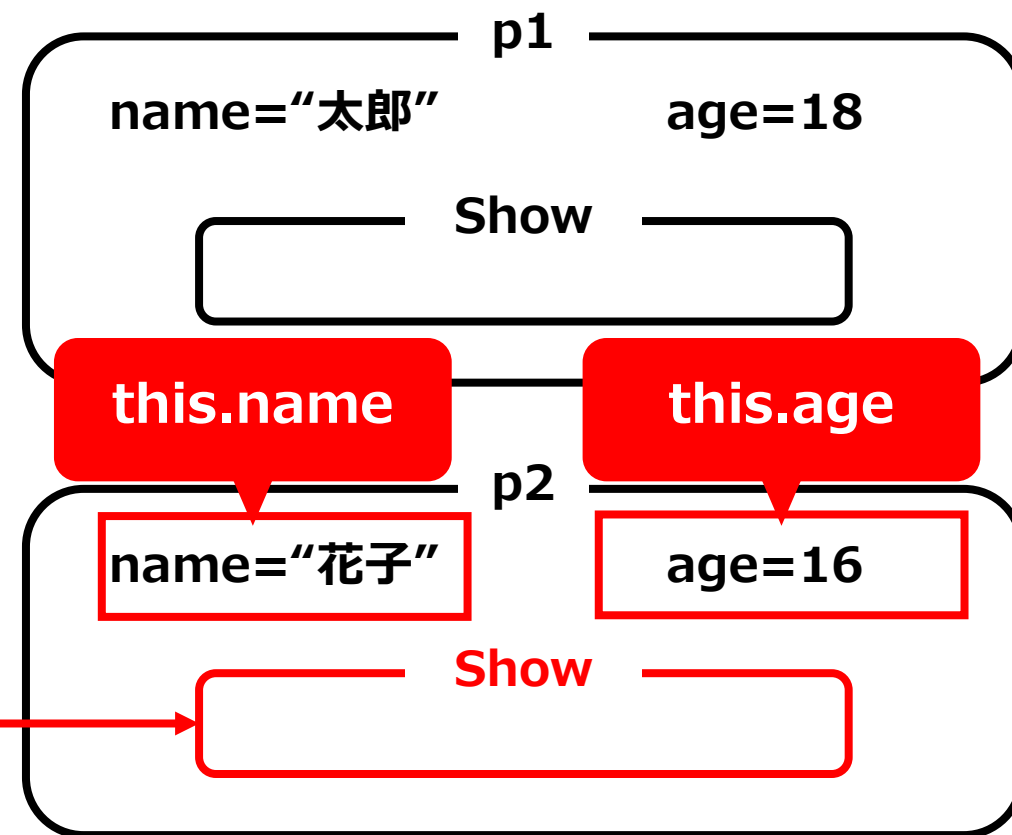 p1
name=“太郎” age=18
Show
this.name this.age
p2
name=“花子” age=16
Show